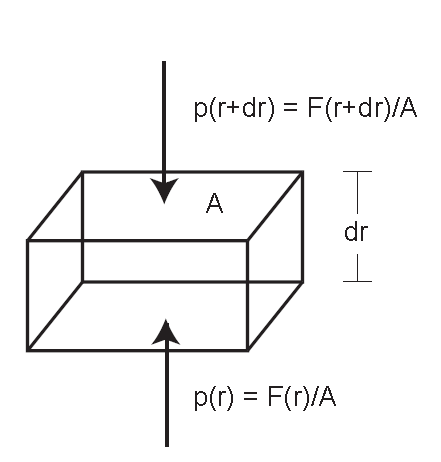 p(r+dr) = F(r+dr)/A
A
dr
p(r) = F(r)/A